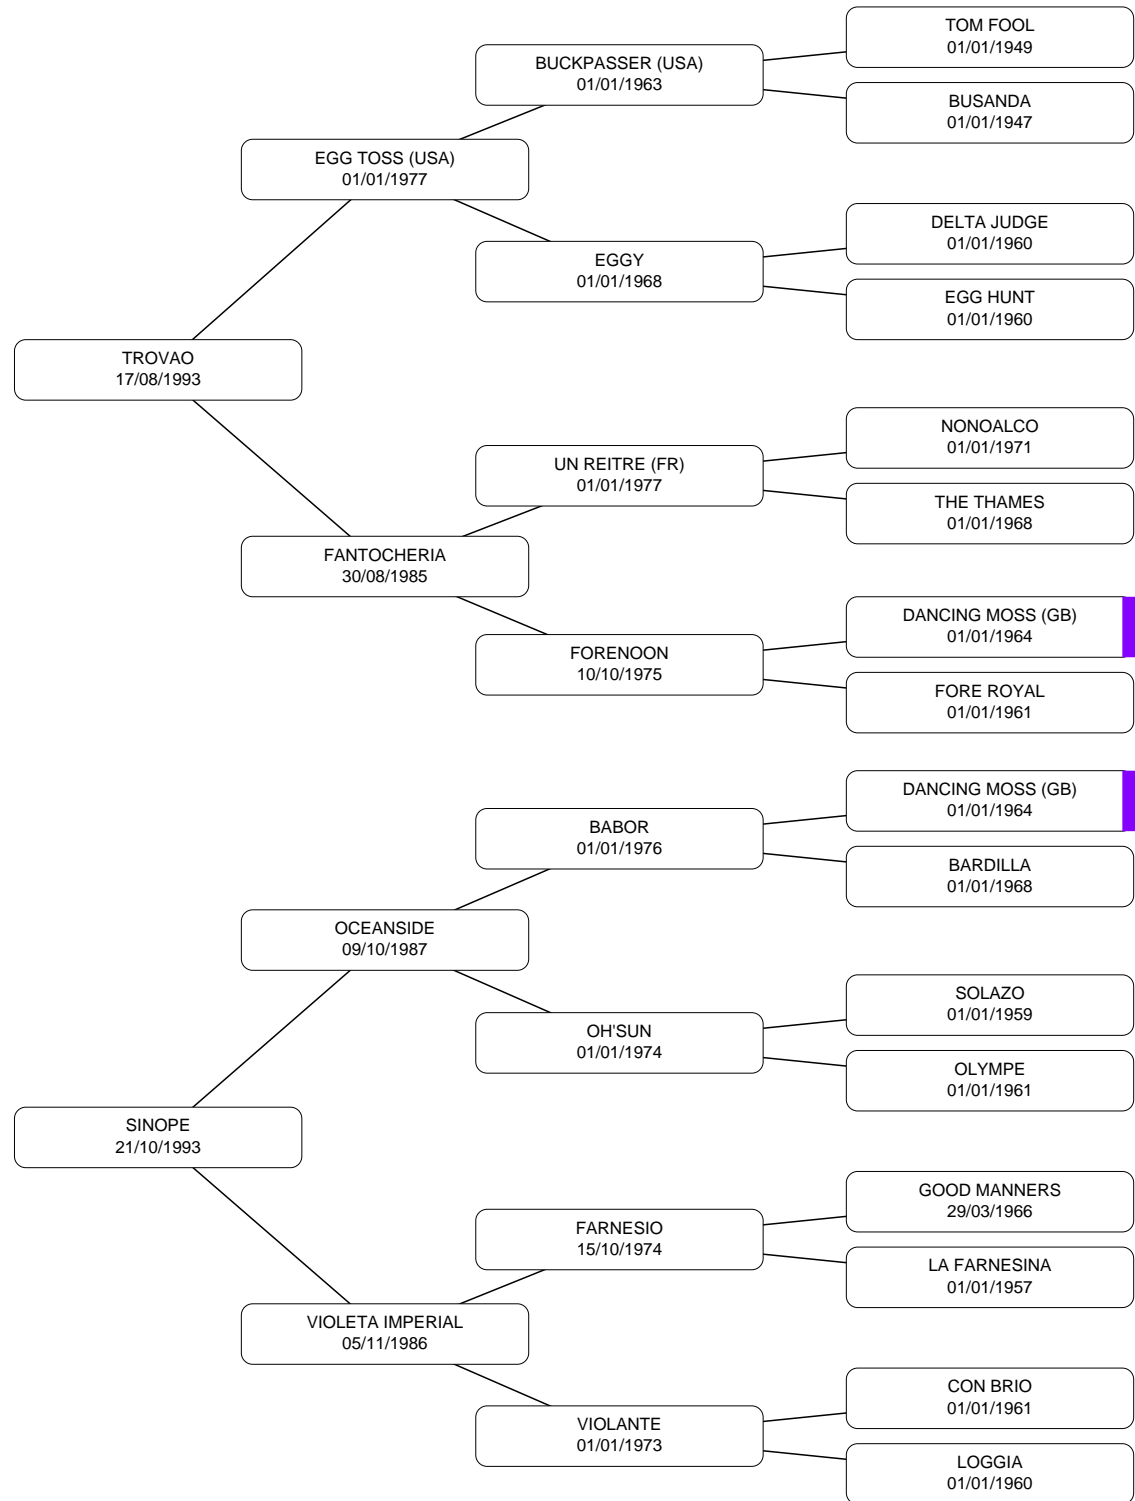 TOM FOOL
01/01/1949
BUCKPASSER (USA)
01/01/1963
BUSANDA
01/01/1947
EGG TOSS (USA)
01/01/1977
DELTA JUDGE
01/01/1960
EGGY
01/01/1968
EGG HUNT
01/01/1960
TROVAO
17/08/1993
NONOALCO
01/01/1971
UN REITRE (FR)
01/01/1977
THE THAMES
01/01/1968
FANTOCHERIA
30/08/1985
DANCING MOSS (GB)
01/01/1964
FORENOON
10/10/1975
FORE ROYAL
01/01/1961
DANCING MOSS (GB)
01/01/1964
BABOR
01/01/1976
BARDILLA
01/01/1968
OCEANSIDE
09/10/1987
SOLAZO
01/01/1959
OH'SUN
01/01/1974
OLYMPE
01/01/1961
SINOPE
21/10/1993
GOOD MANNERS
29/03/1966
FARNESIO
15/10/1974
LA FARNESINA
01/01/1957
VIOLETA IMPERIAL
05/11/1986
CON BRIO
01/01/1961
VIOLANTE
01/01/1973
LOGGIA
01/01/1960